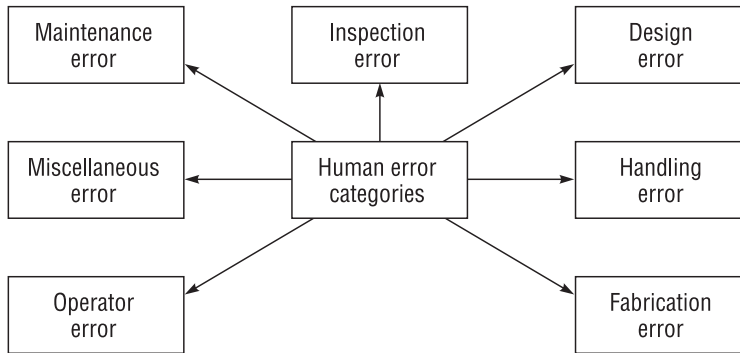 Maintenance
error
Inspection
error
Design
error
Miscellaneous
error
Human error
categories
Handling
error
Operator
error
Fabrication
error